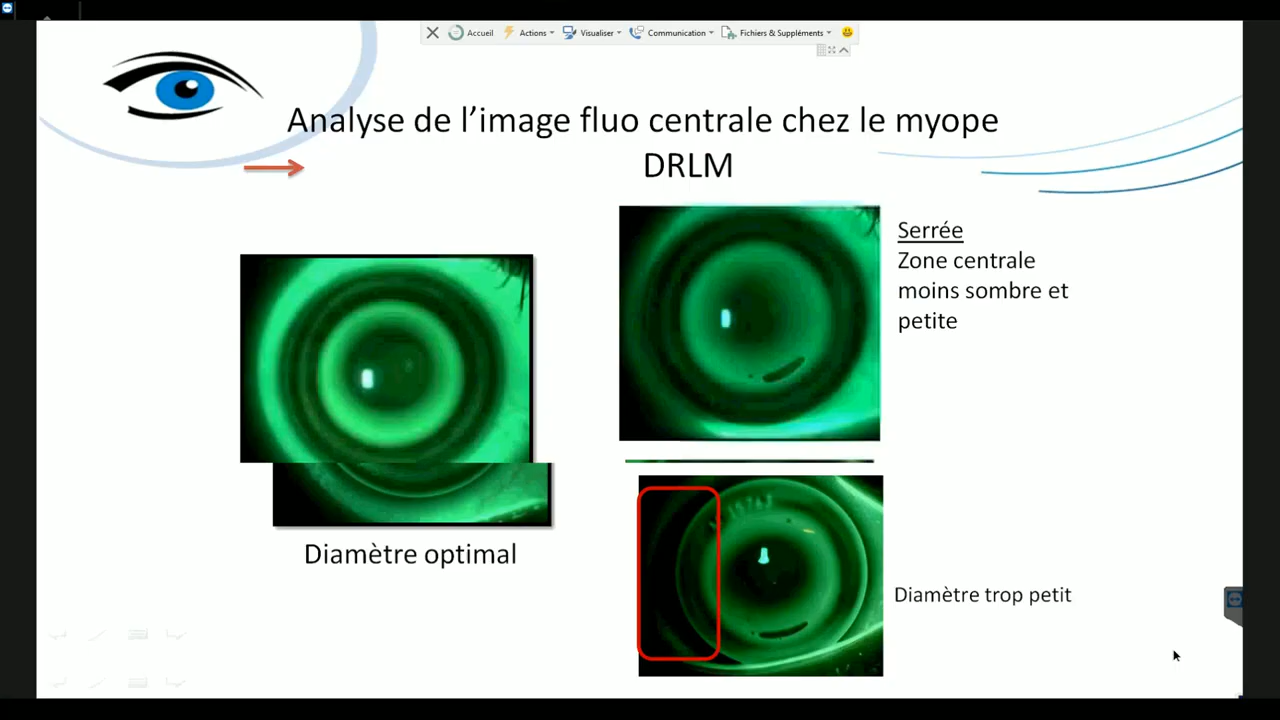 Accueil
Actions
Visualiser
Communication
Fichiers & Suppléments
Analyse de l'image fluo centrale chez le myope
DRLM
Serrée
Zone centrale
moins sombre et
petite
Diamètre optimal
Diamètre trop petit